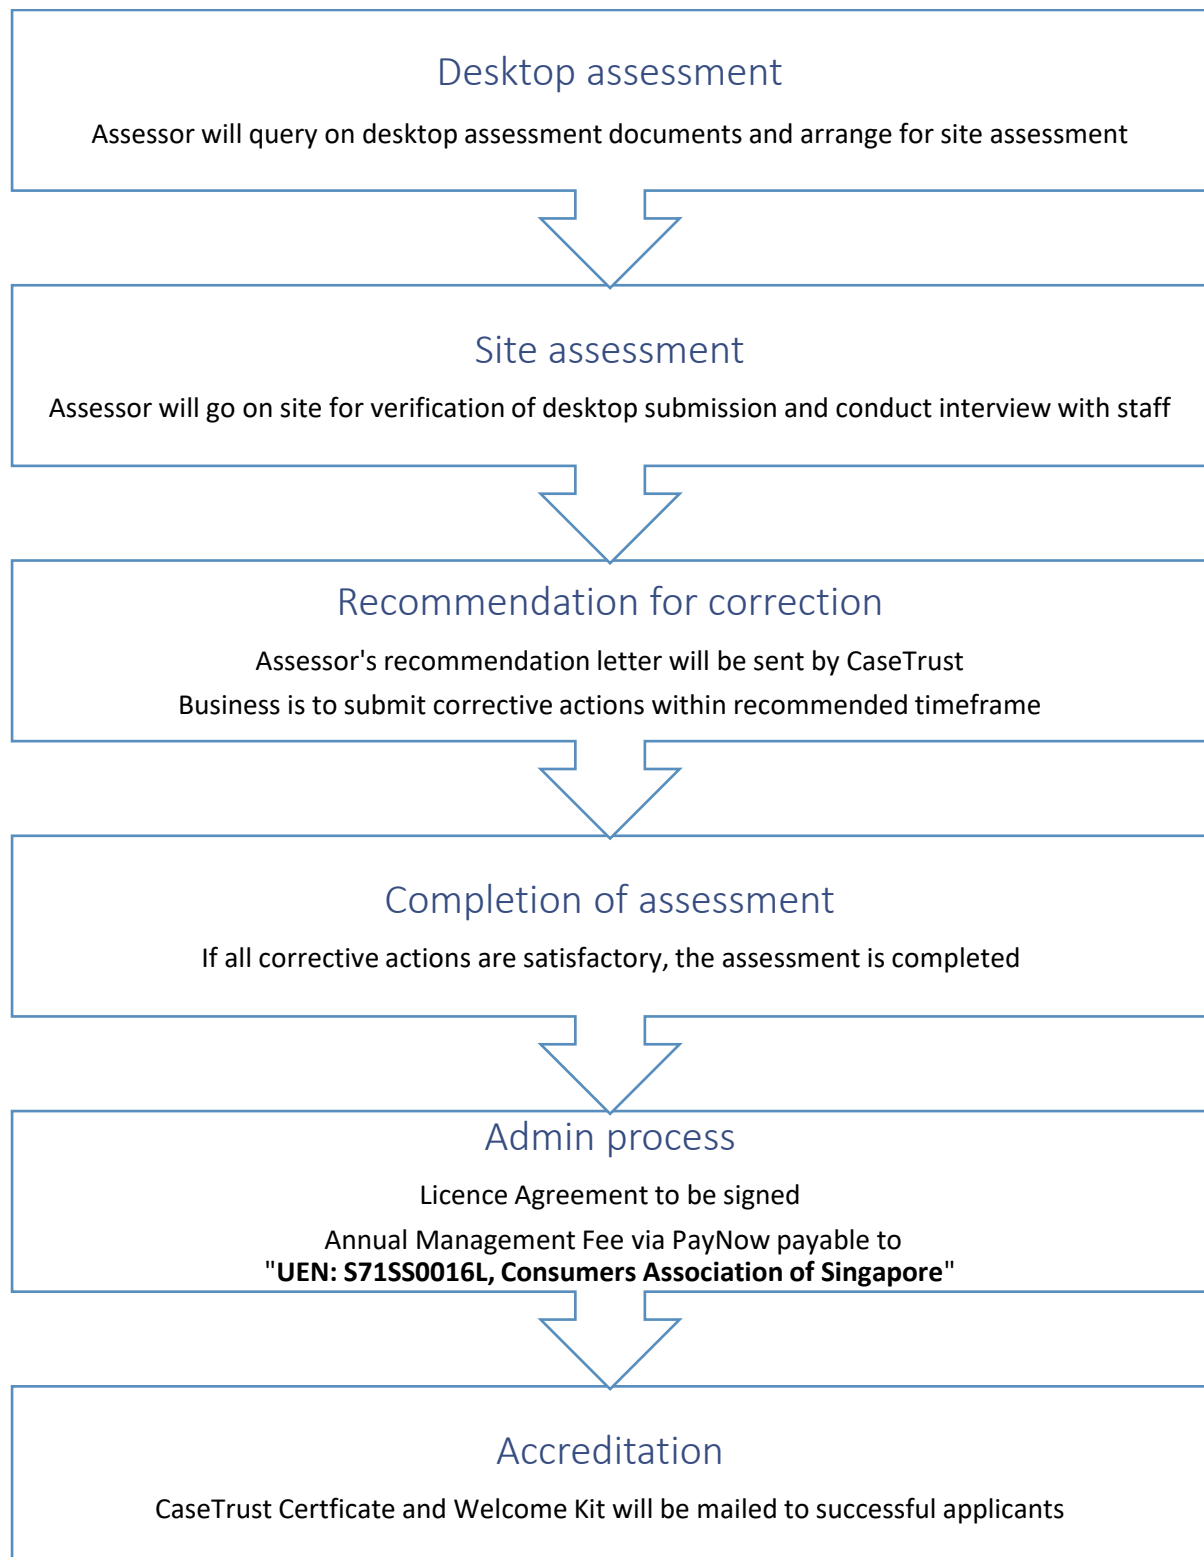 Desktop assessment
Assessor will query on desktop assessment documents and arrange for site assessment
Site assessment
Assessor will go on site for verification of desktop submission and conduct interview with staff
Recommendation for correction
Assessor's recommendation letter will be sent by CaseTrust
Business is to submit corrective actions within recommended timeframe
Completion of assessment
If all corrective actions are satisfactory, the assessment is completed
Admin process
Licence Agreement to be signed
Annual Management Fee via PayNow payable to
"UEN: S71SS0016L, Consumers Association of Singapore"
Accreditation
CaseTrust Certficate and Welcome Kit will be mailed to successful applicants